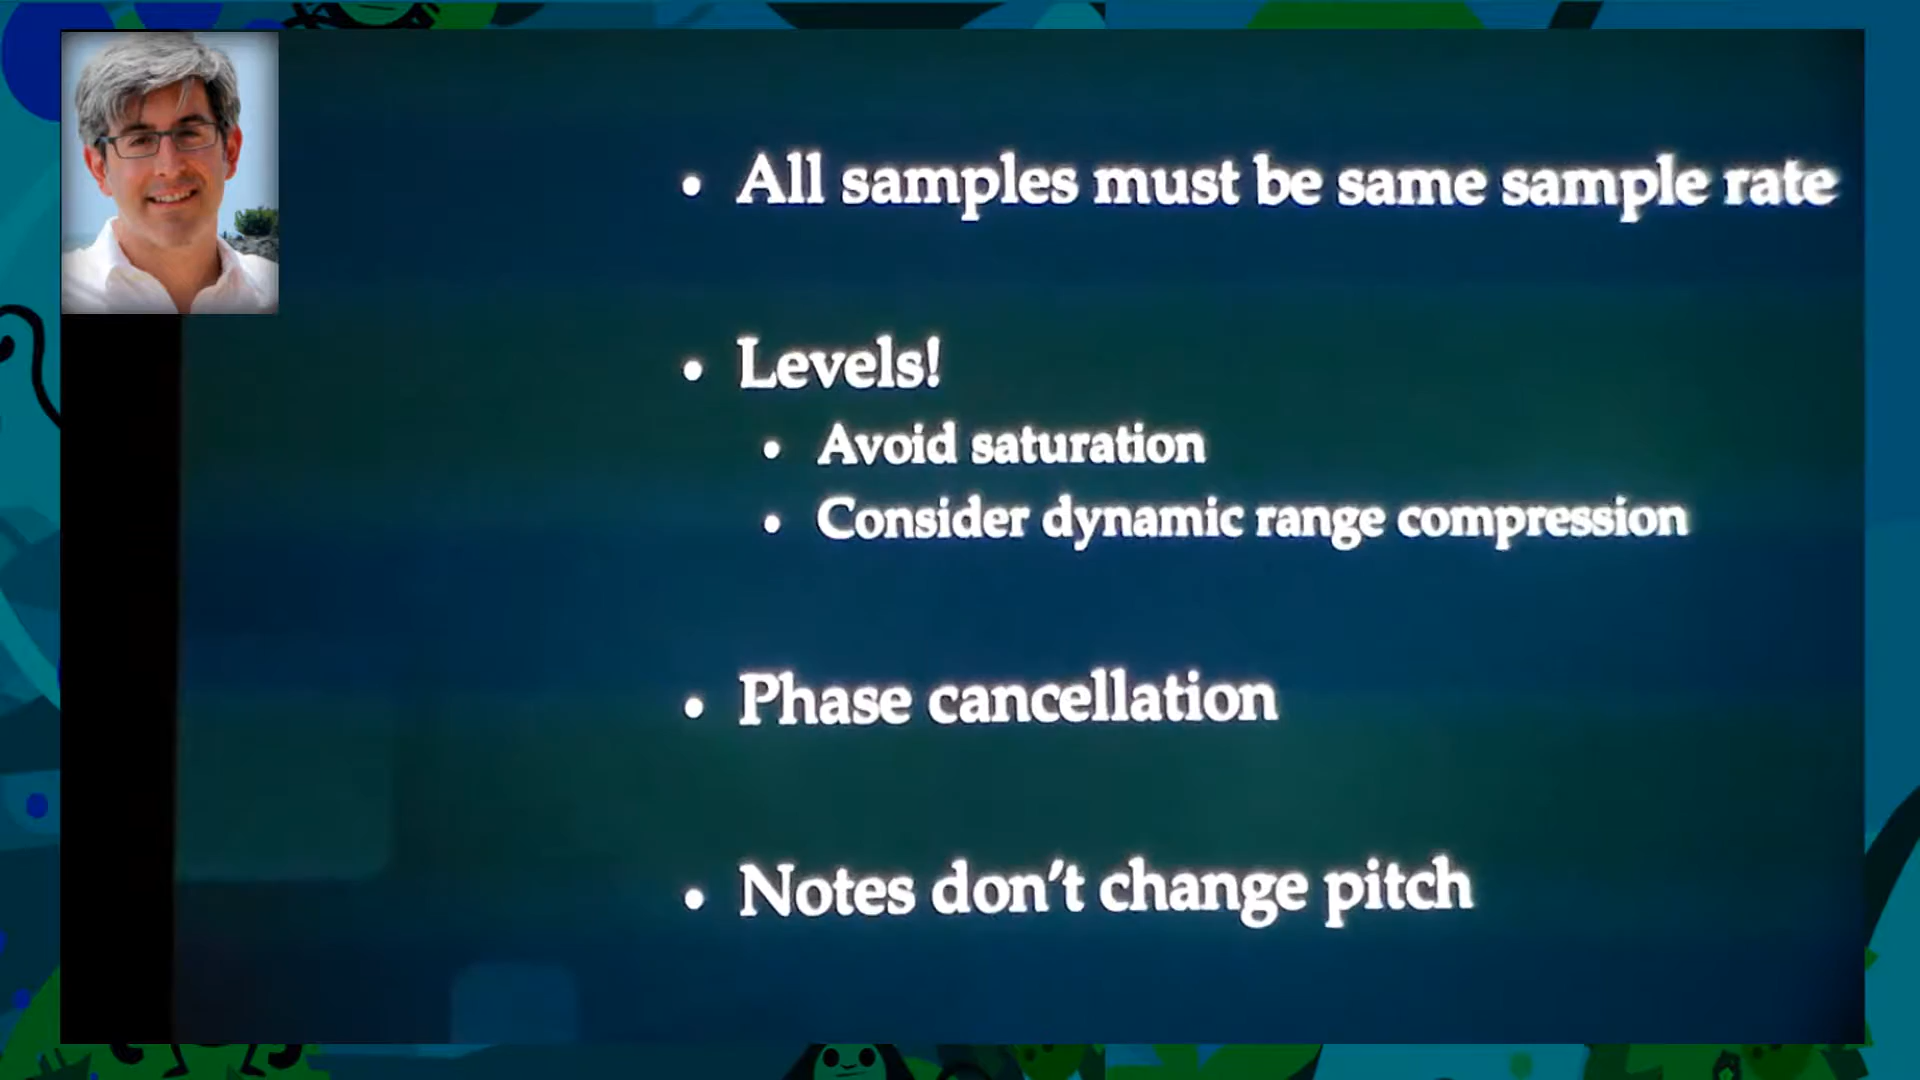 All samples must be same sample rate
Levels!
Avoid saturation
Consider dynamic range compression
Phase cancellation
Notes don't change pitch